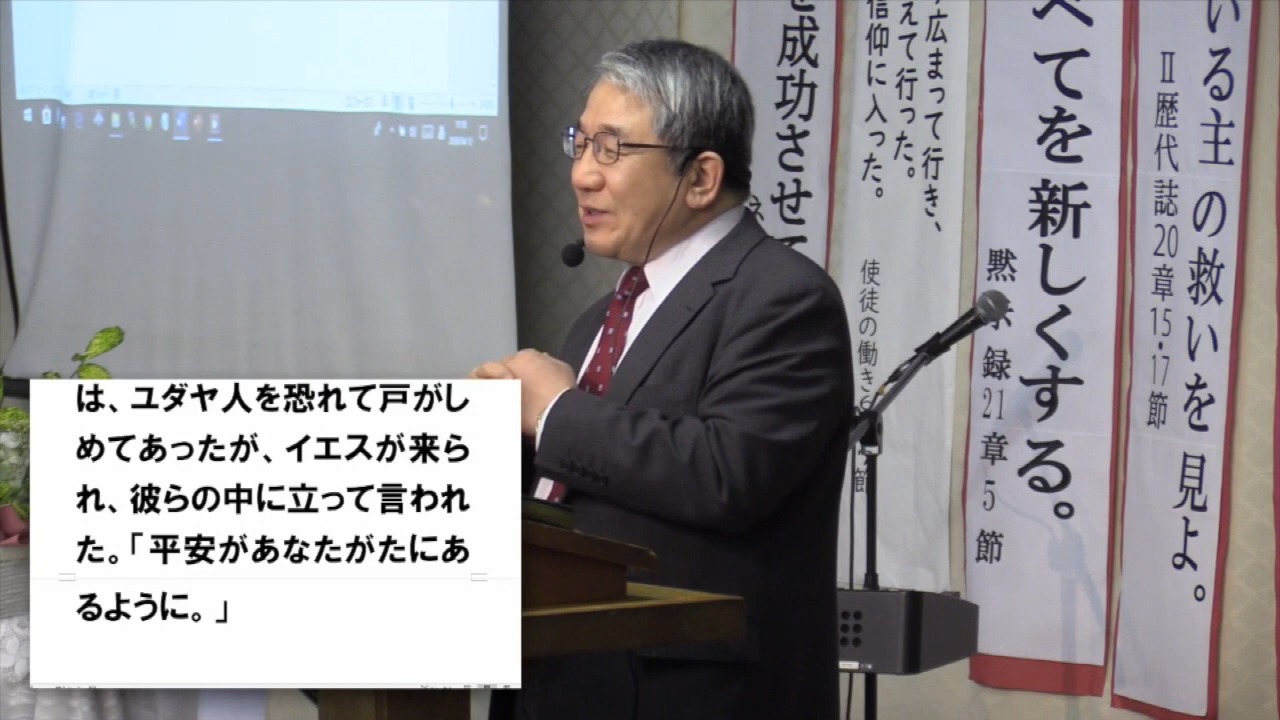 は、ユダヤ人を恐れて戸がし
めてあったが、イエスが来ら
れ、彼らの中に立って言われ
た。「平安があなたがたにあ
るように。」
いる主の救いを見よ。
Ⅱ歴代誌20章15・17節
べてを新しくする。
黙示録21章5節
広まって行き、
えて行った。
信仰に入った。
使徒の働き
節
を成功させて
ネ